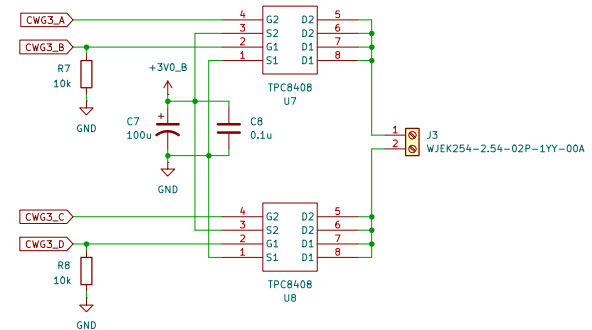 CWG3_A
4 G2 D2 5
3 S2 D2 6
CWG3_B
2 G1 D1 7
1 S1 D1 8
R7
10k
GND
TPC8408
U7
+3V0_B
C7
100u
+
C8
0.1u
GND
1
2
J3
WJEK254-2.54-02P-1YY-00A
CWG3_C
4 G2 D2 5
3 S2 D2 6
CWG3_D
2 G1 D1 7
1 S1 D1 8
R8
10k
GND
TPC8408
U8